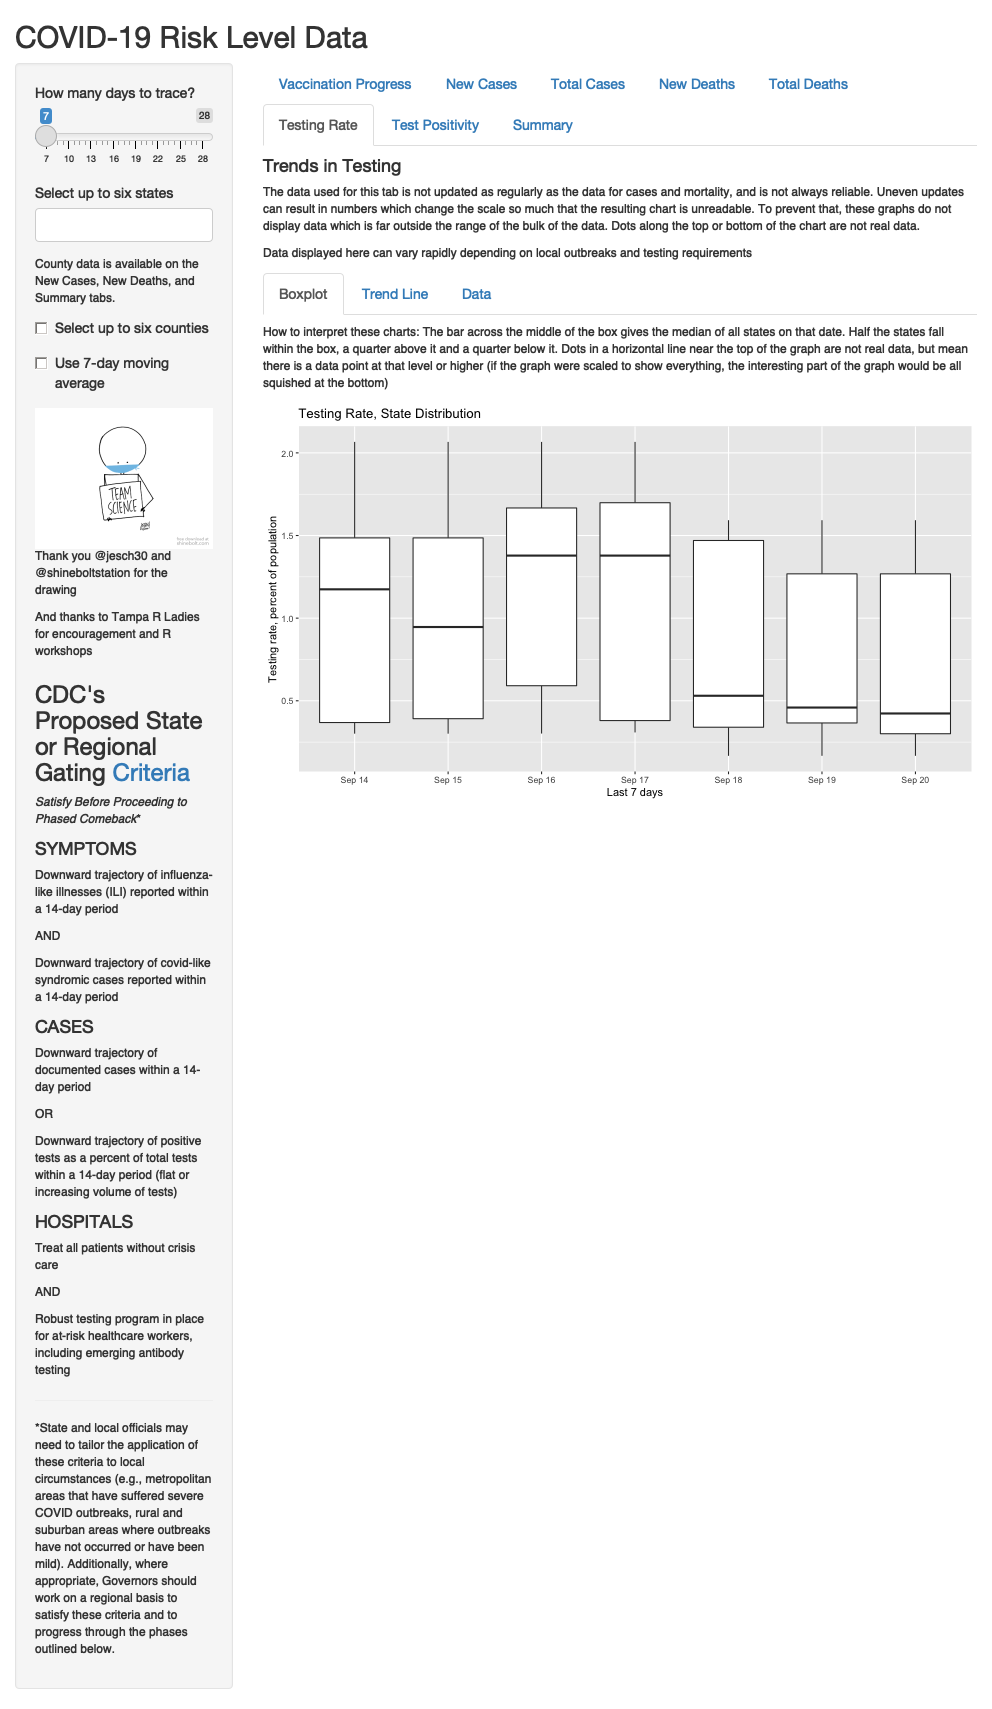 COVID-19 Risk Level Data
How many days to trace?
7
28
7 10 13 16 19 22 25 28
Select up to six states
County data is available on the
New Cases, New Deaths, and
Summary tabs.
Select up to six counties
Use 7-day moving
average
TEAM
SCIENCE
free download at
shinebolt.com
Thank you @jesch30 and
@shineboltstation for the
drawing
And thanks to Tampa R Ladies
for encouragement and R
workshops
CDC's
Proposed State
or Regional
Gating Criteria
Satisfy Before Proceeding to
Phased Comeback*
SYMPTOMS
Downward trajectory of influenza-
like illnesses (ILI) reported within
a 14-day period
AND
Downward trajectory of covid-like
syndromic cases reported within
a 14-day period
CASES
Downward trajectory of
documented cases within a 14-
day period
OR
Downward trajectory of positive
tests as a percent of total tests
within a 14-day period (flat or
increasing volume of tests)
HOSPITALS
Treat all patients without crisis
care
AND
Robust testing program in place
for at-risk healthcare workers,
including emerging antibody
testing
*State and local officials may
need to tailor the application of
these criteria to local
circumstances (e.g., metropolitan
areas that have suffered severe
COVID outbreaks, rural and
suburban areas where outbreaks
have not occurred or have been
mild). Additionally, where
appropriate, Governors should
work on a regional basis to
satisfy these criteria and to
progress through the phases
outlined below.
Vaccination Progress New Cases Total Cases New Deaths Total Deaths
Testing Rate Test Positivity Summary
Trends in Testing
The data used for this tab is not updated as regularly as the data for cases and mortality, and is not always reliable. Uneven updates
can result in numbers which change the scale so much that the resulting chart is unreadable. To prevent that, these graphs do not
display data which is far outside the range of the bulk of the data. Dots along the top or bottom of the chart are not real data.
Data displayed here can vary rapidly depending on local outbreaks and testing requirements
Boxplot Trend Line Data
How to interpret these charts: The bar across the middle of the box gives the median of all states on that date. Half the states fall
within the box, a quarter above it and a quarter below it. Dots in a horizontal line near the top of the graph are not real data, but mean
there is a data point at that level or higher (if the graph were scaled to show everything, the interesting part of the graph would be all
squished at the bottom)
Testing Rate, State Distribution
Testing rate, percent of population
2.0
1.5
1.0
0.5
Sep 14 Sep 15 Sep 16 Sep 17 Sep 18 Sep 19 Sep 20
Last 7 days